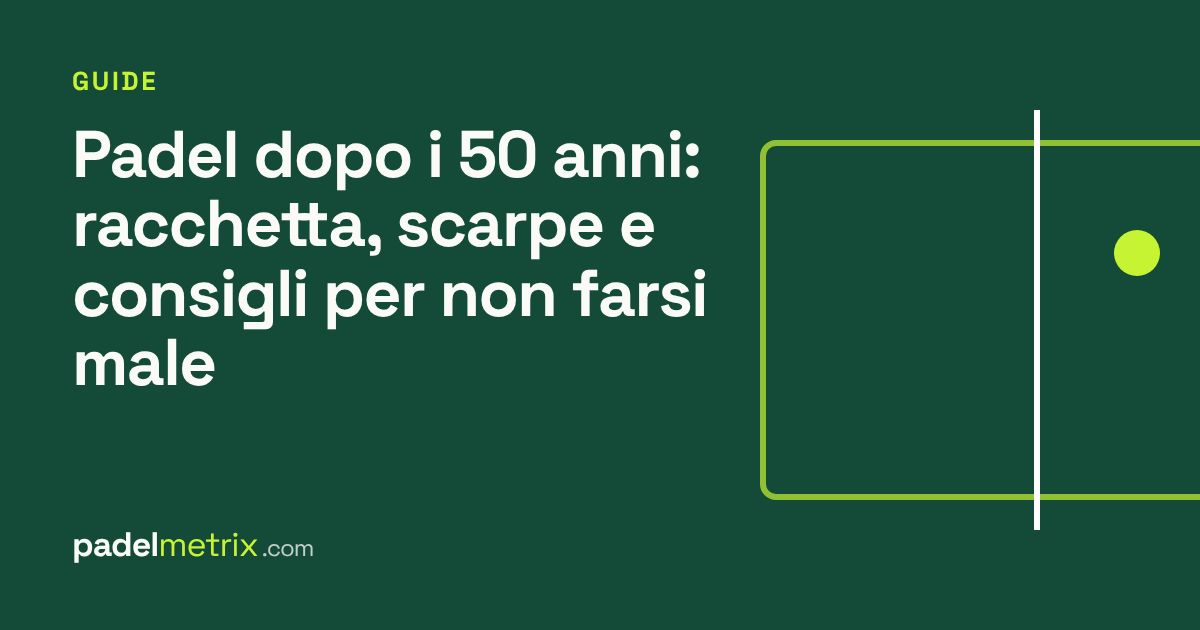 GUIDE
Padel dopo i 50 anni:
racchetta, scarpe e
consigli per non farsi
male
padelmetrix.com